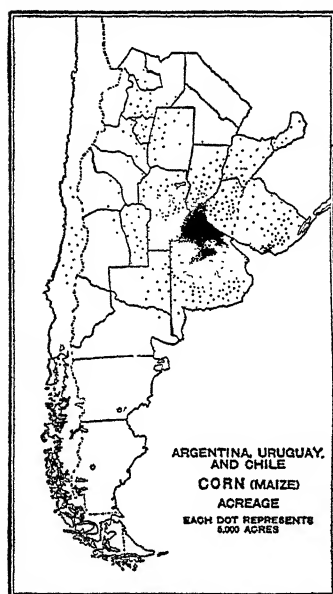 ARGENTINA, URUGUAY,
AND CHILE
CORN (MAIZE)
ACREAGE
EACH DOT REPRESENTS
5,000 ACRES